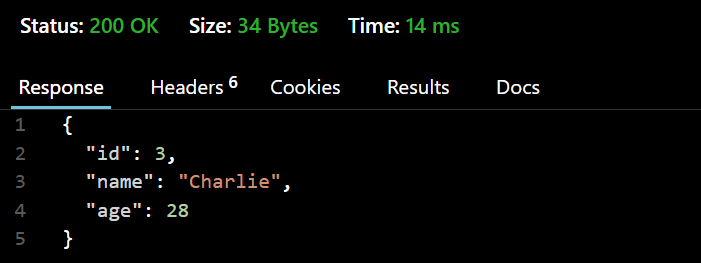 Status: 200 OK Size: 34 Bytes Time: 14 ms
Response Headers 6 Cookies Results Docs
1 {
2 "id": 3,
3 "name": "Charlie",
4 "age": 28
5 }